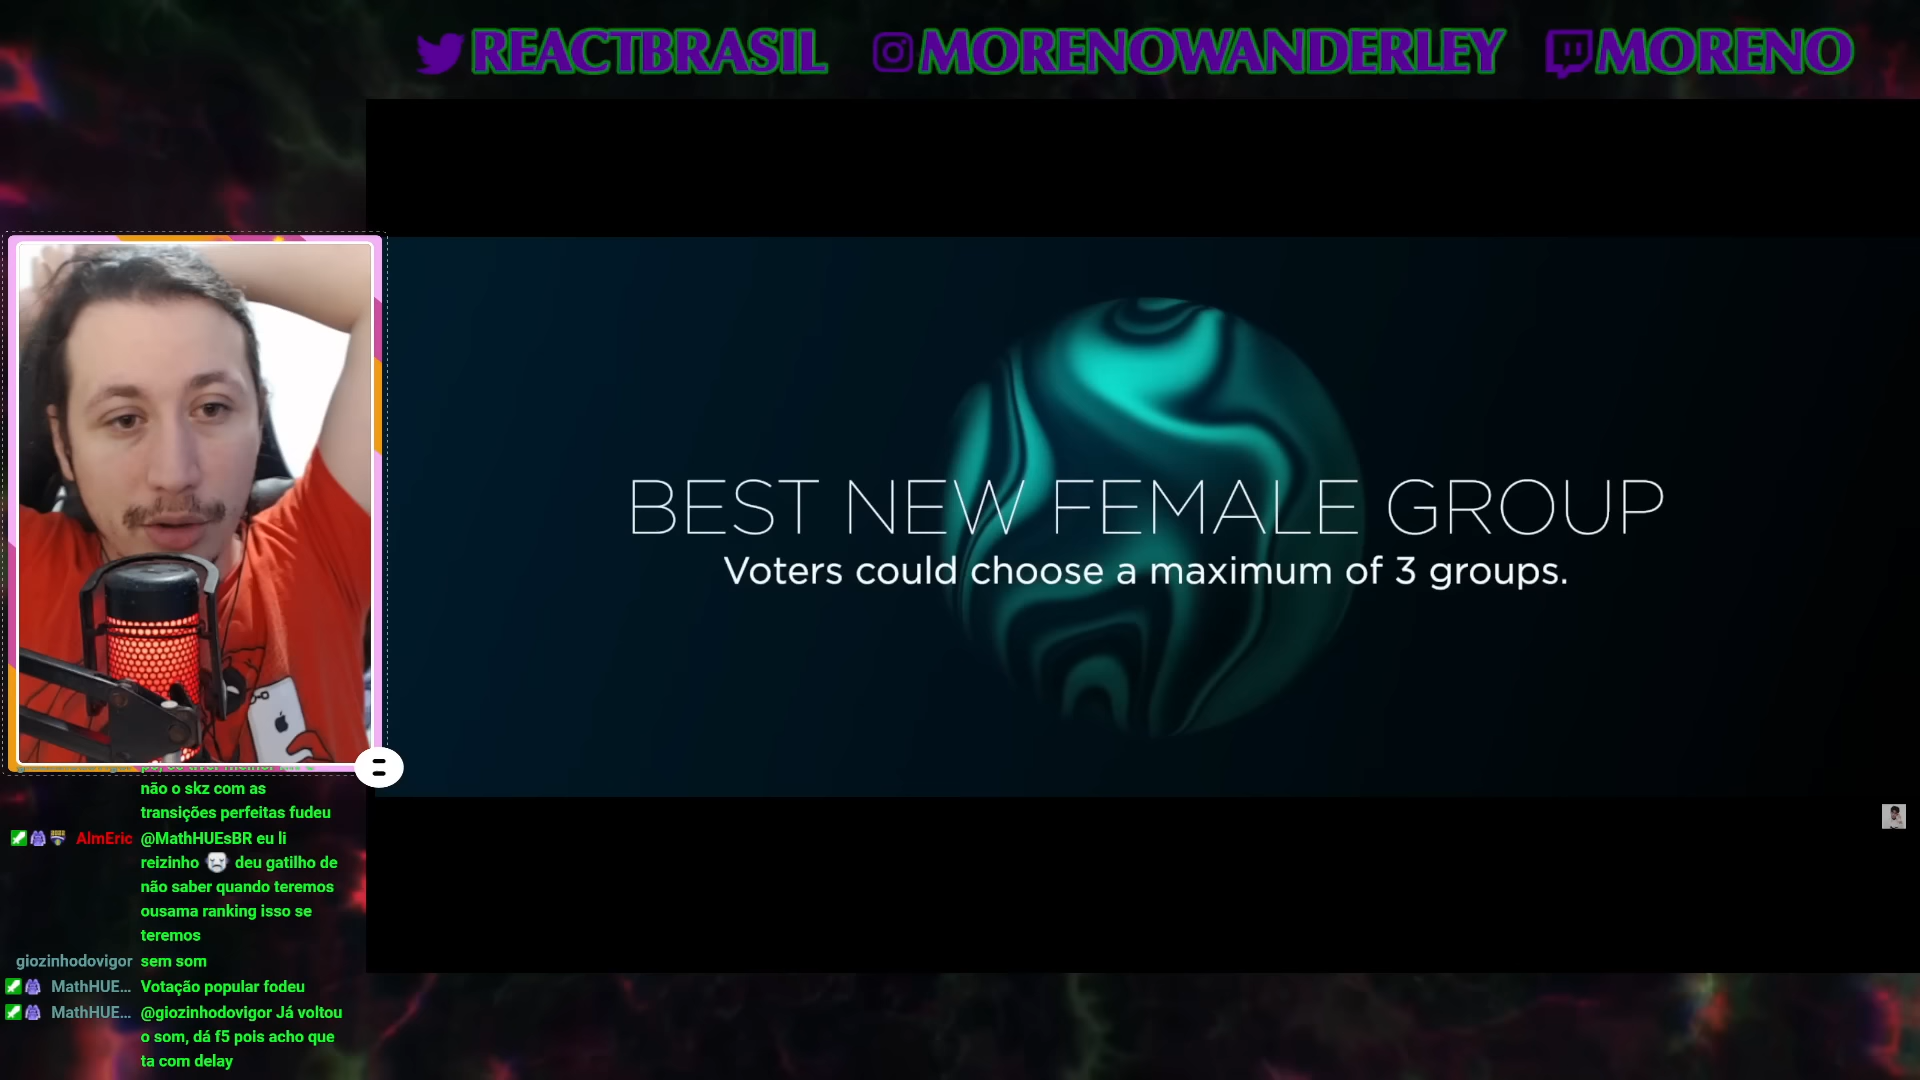 REACTBRASIL MORENOWANDERLEY MORENO
BEST NEW FEMALE GROUP
Voters could choose a maximum of 3 groups.
não o skz com as
transições perfeitas fudeu
AlmEric @MathHUEsBR eu li
reizinho deu gatilho de
não saber quando teremos
ousama ranking isso se
teremos
giozinhodovigor sem som
MathHUE... Votação popular fodeu
MathHUE... @giozinhodovigor Já voltou
o som, dá f5 pois acho que
ta com delay